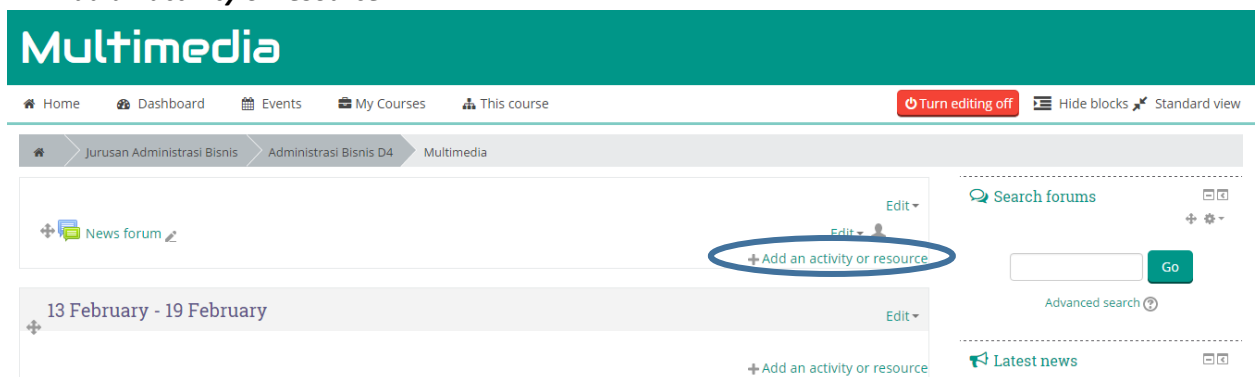 Multimedia
Home Dashboard Events My Courses This course Turn editing off Hide blocks Standard view
Jurusan Administrasi Bisnis Administrasi Bisnis D4 Multimedia
Edit
News forum
Edit
Add an activity or resource
13 February - 19 February
Edit
Add an activity or resource
Search forums
Go
Advanced search
Latest news